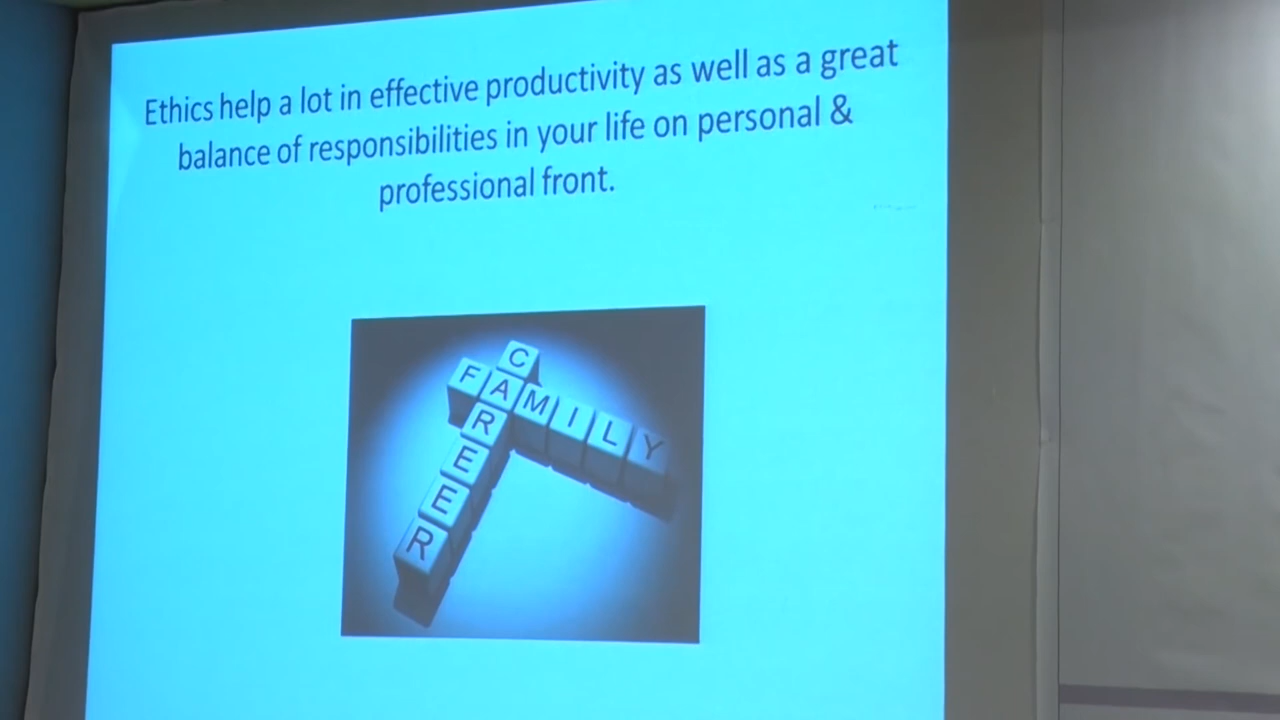 Ethics help a lot in effective productivity as well as a great
balance of responsibilities in your life on personal &
professional front.
CAREER
FAMILY